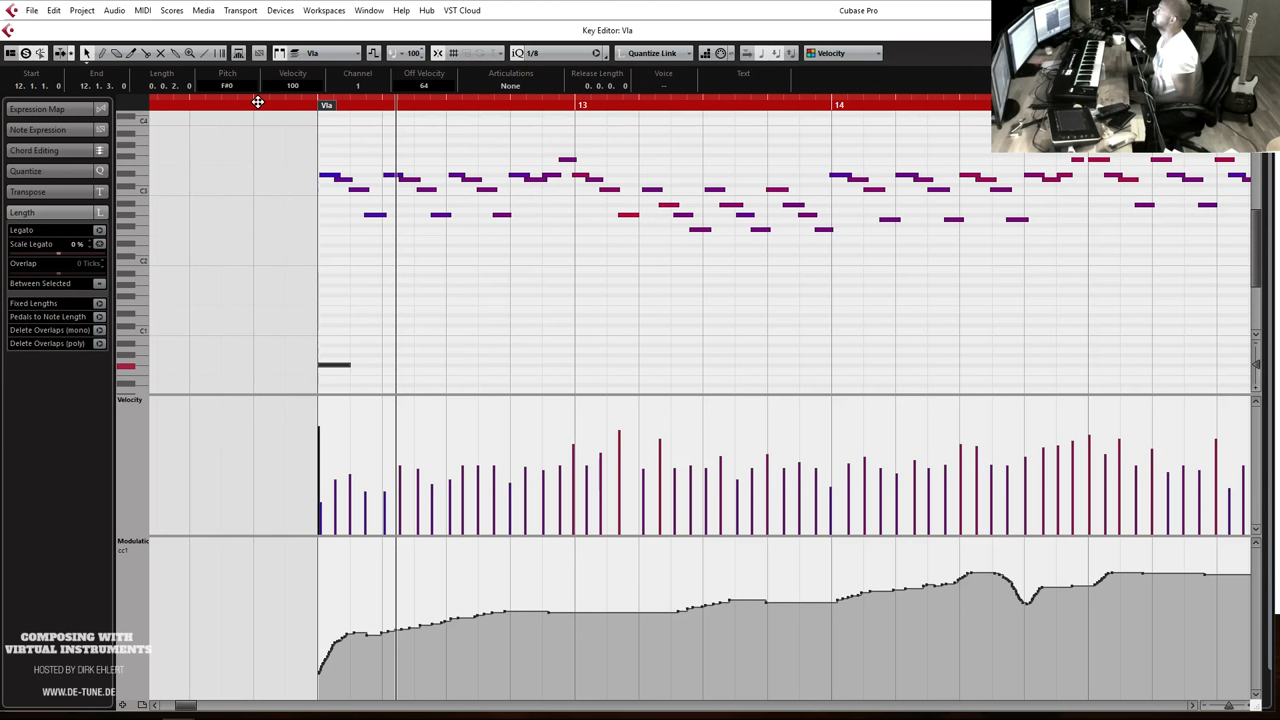 File Edit Project Audio MIDI Scores Media Transport Devices Workspaces Window Help Hub VST Cloud Cubase Pro
Key Editor: Vla
Vla 100 1/8 Quantize Link Velocity
Start End Length Pitch Velocity Channel Off Velocity Articulations Release Length Voice Text
12. 1. 1. 0 12. 1. 3. 0 0. 0. 2. 0 F#0 100 1 64 None 0. 0. 0. 0 --
Expression Map
Vla 13 14
C4
Note Expression
Chord Editing
Quantize
Transpose
C3
Length
Legato
Scale Legato 0 %
Overlap 0 Ticks
C2
Between Selected
Fixed Lengths
Pedals to Note Length
Delete Overlaps (mono)
C1
Delete Overlaps (poly)
Velocity
Modulatic
cc1
COMPOSING WITH
VIRTUAL INSTRUMENTS
HOSTED BY DIRK EHLERT
WWW.DE-TUNE.DE